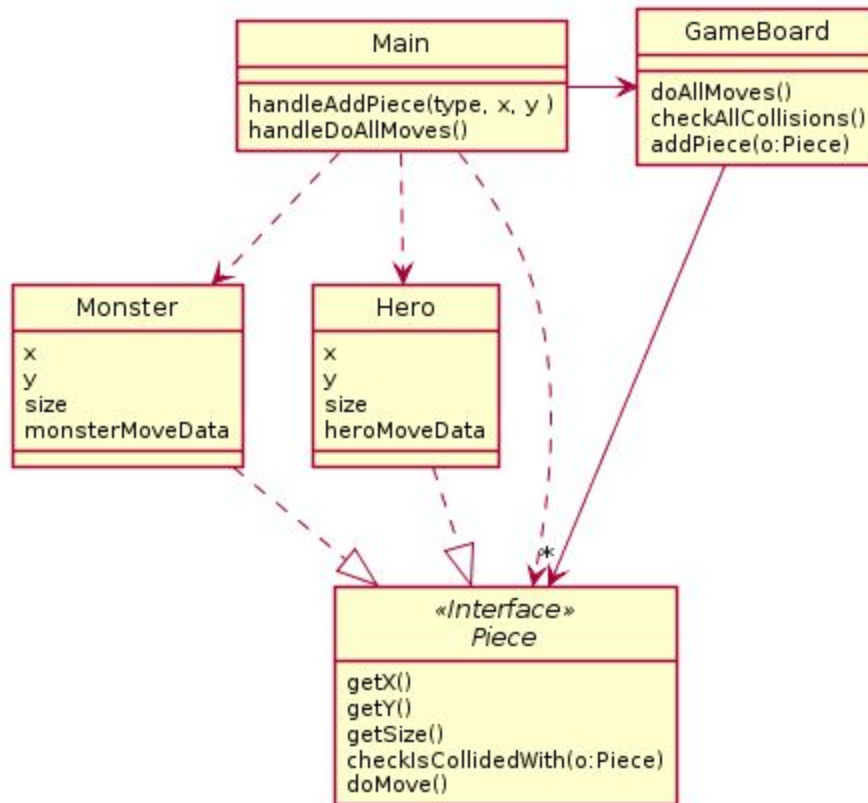 Main
handleAddPiece(type, x, y )
handleDoAllMoves()
GameBoard
doAllMoves()
checkAllCollisions()
addPiece(o:Piece)
Monster
x
y
size
monsterMoveData
Hero
x
y
size
heroMoveData
*
«Interface»
Piece
getX()
getY()
getSize()
checkIsCollidedWith(o:Piece)
doMove()